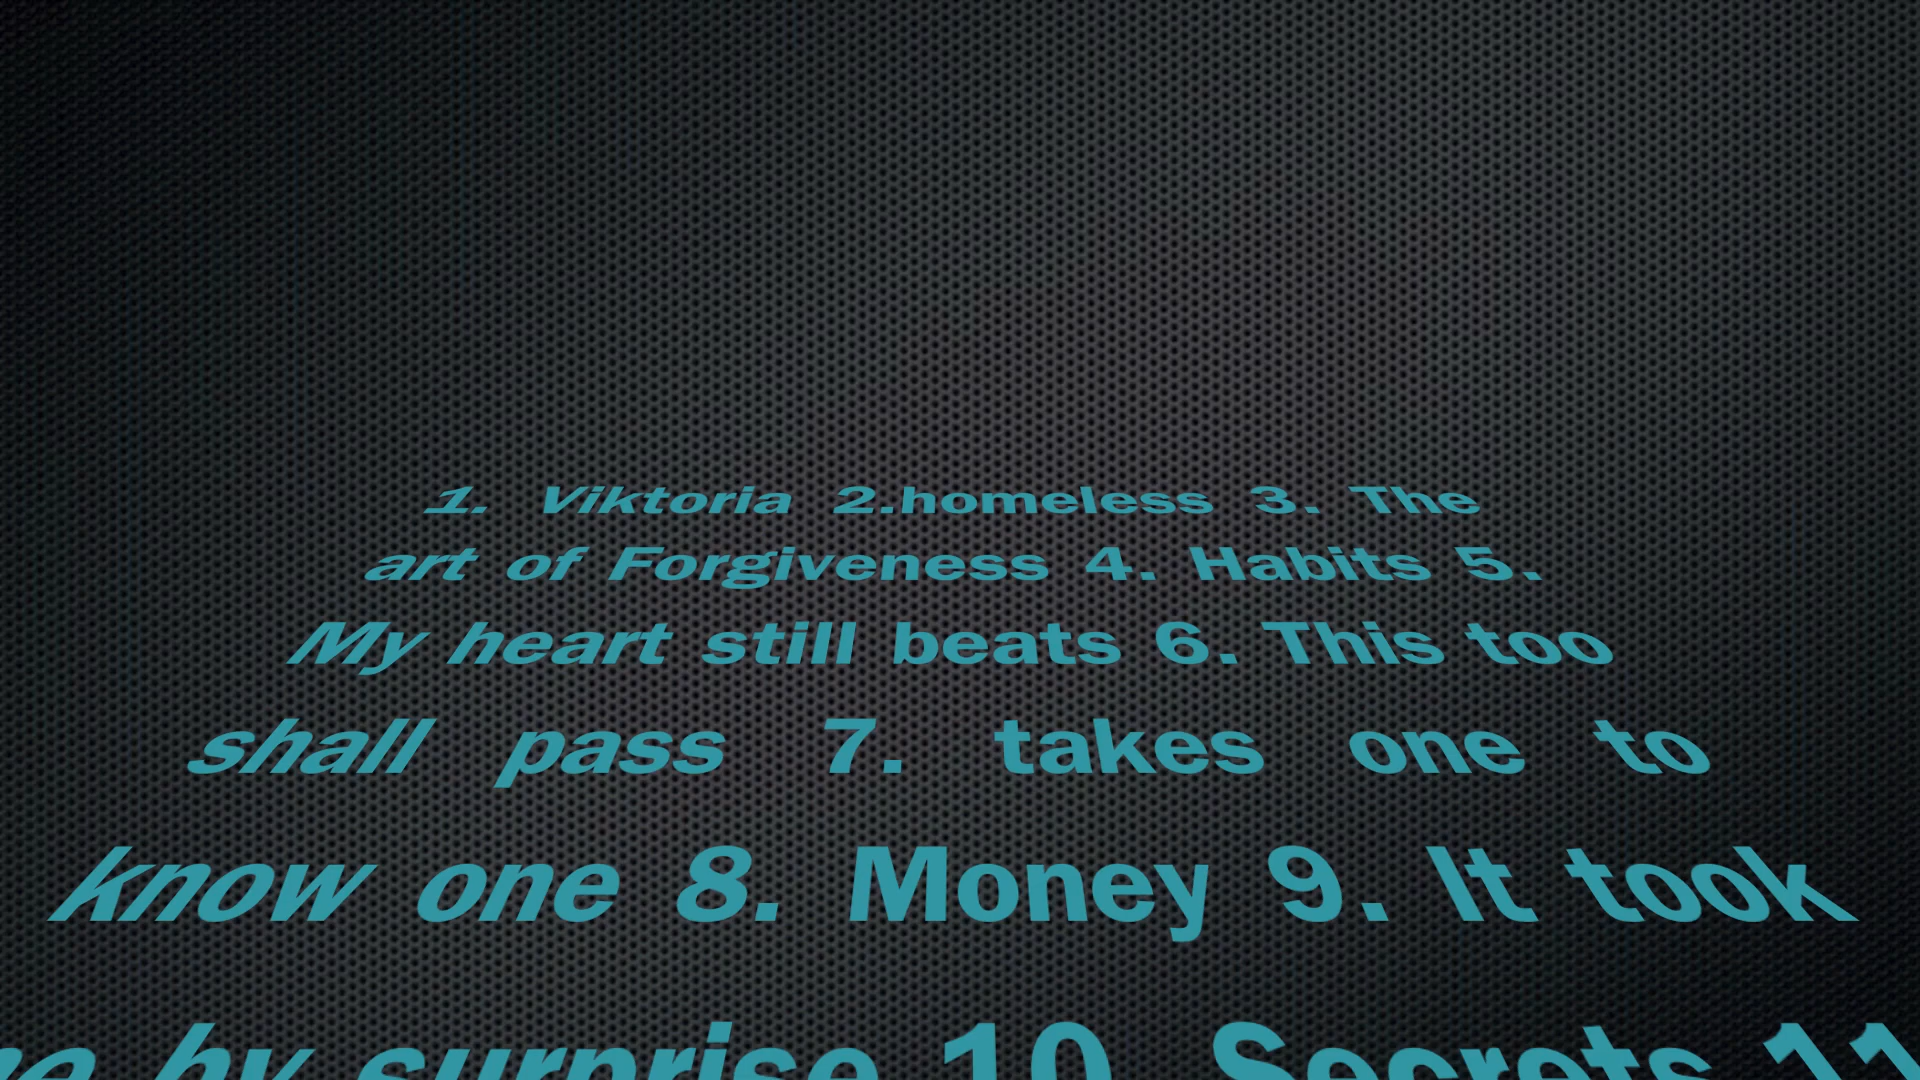 1. Viktoria 2.homeless 3. The
art of Forgiveness 4. Habits 5.
My heart still beats 6. This too
shall pass 7. takes one to
know one 8. Money 9. It took
by surprise 10. Secrets 11